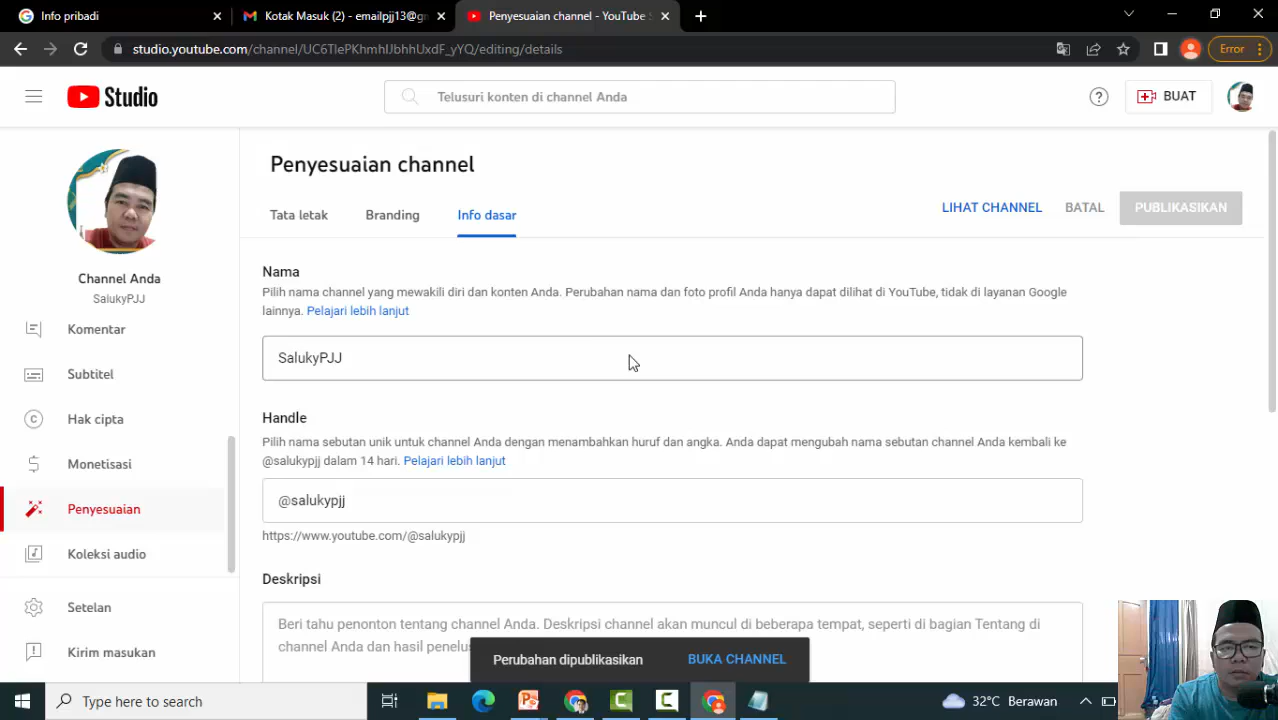 Info pribadi
Kotak Masuk (2) - emailpjj13@gm
Penyesuaian channel - YouTube S
studio.youtube.com/channel/UC6TlePKhmhIJbhhUxdF_yYQ/editing/details
Error
Studio
Telusuri konten di channel Anda
BUAT
Channel Anda
SalukyPJJ
Komentar
Subtitel
Hak cipta
Monetisasi
Penyesuaian
Koleksi audio
Setelan
Kirim masukan
Penyesuaian channel
Tata letak
Branding
Info dasar
LIHAT CHANNEL
BATAL
PUBLIKASIKAN
Nama
Pilih nama channel yang mewakili diri dan konten Anda. Perubahan nama dan foto profil Anda hanya dapat dilihat di YouTube, tidak di layanan Google
lainnya. Pelajari lebih lanjut
SalukyPJJ
Handle
Pilih nama sebutan unik untuk channel Anda dengan menambahkan huruf dan angka. Anda dapat mengubah nama sebutan channel Anda kembali ke
@salukypjj dalam 14 hari. Pelajari lebih lanjut
@salukypjj
https://www.youtube.com/@salukypjj
Deskripsi
Beri tahu penonton tentang channel Anda. Deskripsi channel akan muncul di beberapa tempat, seperti di bagian Tentang di
channel Anda dan hasil penelus
Perubahan dipublikasikan
BUKA CHANNEL
Type here to search
32°C Berawan